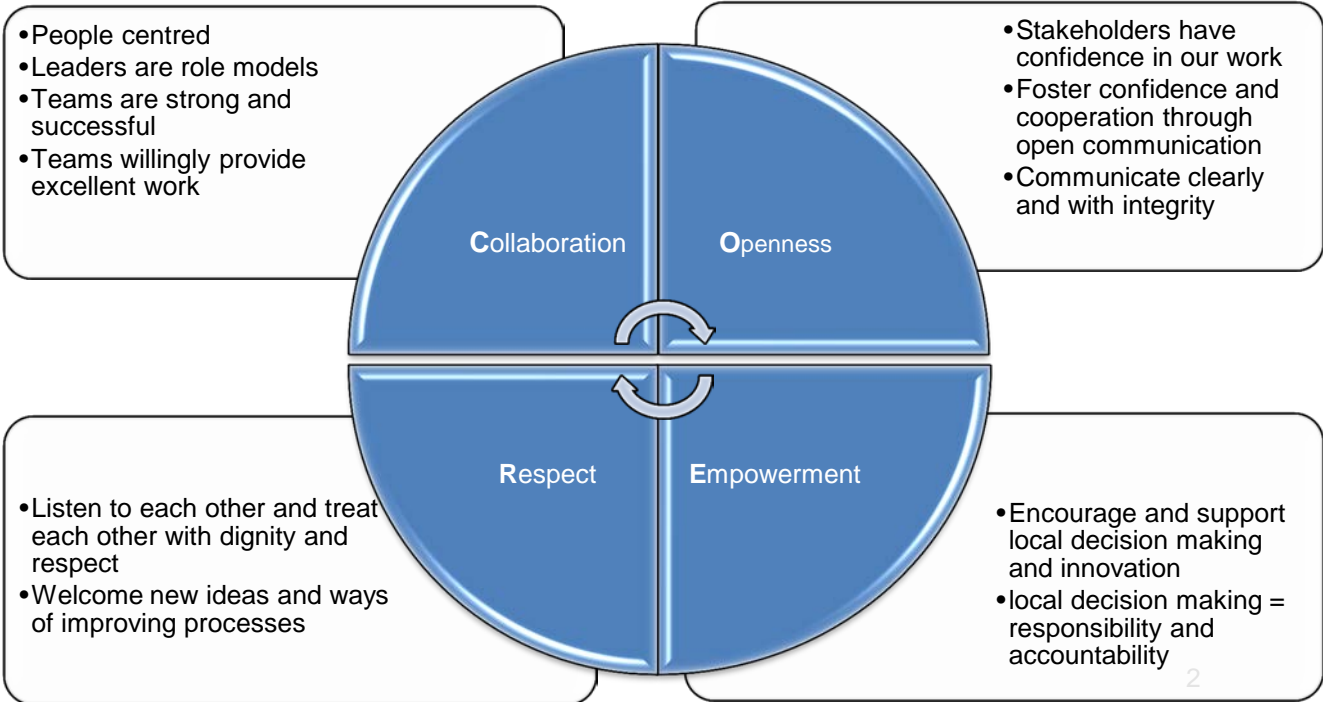 •People centred
•Leaders are role models
•Teams are strong and
successful
•Teams willingly provide
excellent work
•Stakeholders have
confidence in our work
•Foster confidence and
cooperation through
open communication
•Communicate clearly
and with integrity
Collaboration
Openness
Respect
Empowerment
•Listen to each other and treat
each other with dignity and
respect
•Welcome new ideas and ways
of improving processes
•Encourage and support
local decision making
and innovation
•local decision making =
responsibility and
accountability
2